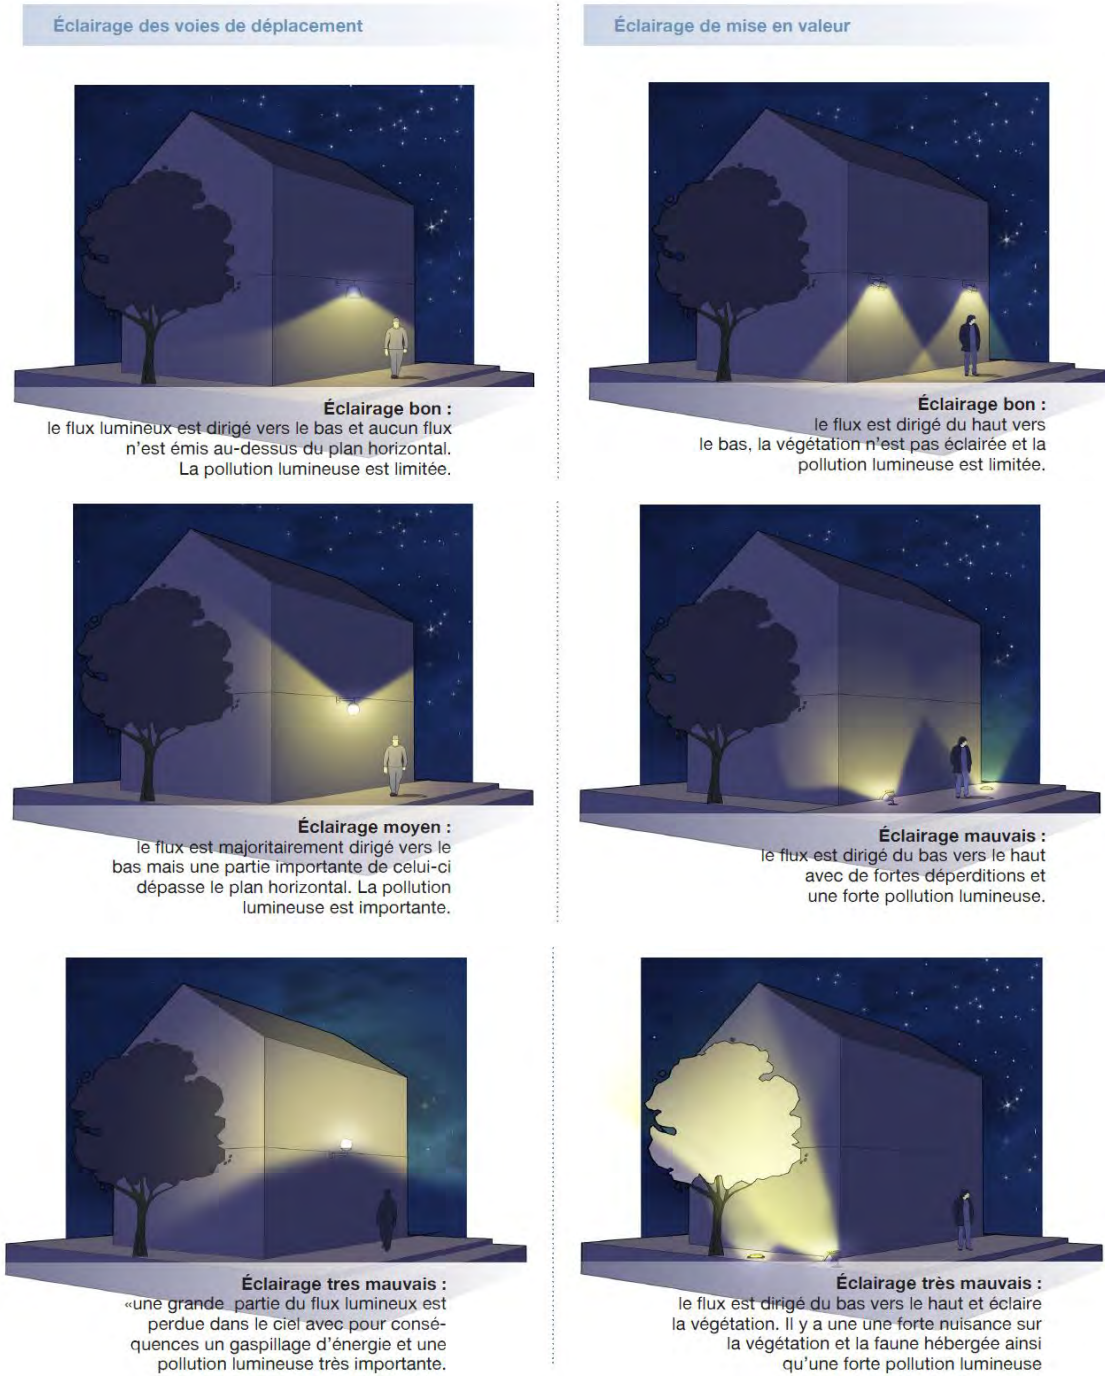 Éclairage des voies de déplacement
Éclairage de mise en valeur
Éclairage bon :
le flux lumineux est dirigé vers le bas et aucun flux
n'est émis au-dessus du plan horizontal.
La pollution lumineuse est limitée.
Éclairage bon :
le flux est dirigé du haut vers
le bas, la végétation n'est pas éclairée et la
pollution lumineuse est limitée.
Éclairage moyen :
le flux est majoritairement dirigé vers le
bas mais une partie importante de celui-ci
dépasse le plan horizontal. La pollution
lumineuse est importante.
Éclairage mauvais :
le flux est dirigé du bas vers le haut
avec de fortes déperditions et
une forte pollution lumineuse.
Éclairage tres mauvais :
«une grande partie du flux lumineux est
perdue dans le ciel avec pour consé-
quences un gaspillage d'énergie et une
pollution lumineuse très importante.
Éclairage très mauvais :
le flux est dirigé du bas vers le haut et éclaire
la végétation. Il y a une une forte nuisance sur
la végétation et la faune hébergée ainsi
qu'une forte pollution lumineuse